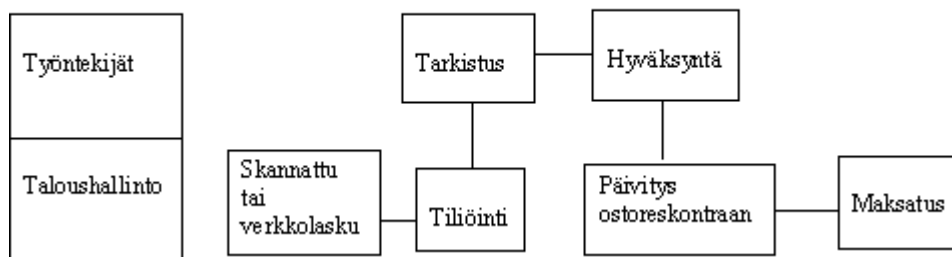 Työntekijät
Tarkistus
Hyväksyntä
Taloushallinto
Skannattu
tai
verkkolasku
Tiliöinti
Päivitys
ostoreskontraan
Maksatus